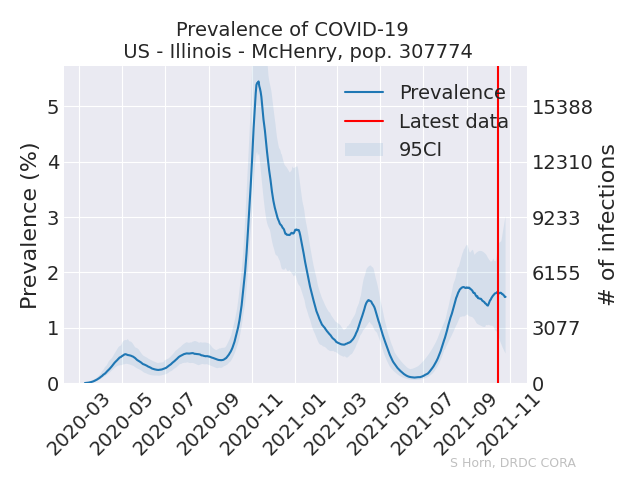 Prevalence of COVID-19
US - Illinois - McHenry, pop. 307774
Prevalence (%)
5
4
3
2
1
0
Prevalence
Latest data
95CI
15388
12310
9233
6155
3077
0
# of infections
2020-03
2020-05
2020-07
2020-09
2020-11
2021-01
2021-03
2021-05
2021-07
2021-09
2021-11
S Horn, DRDC CORA